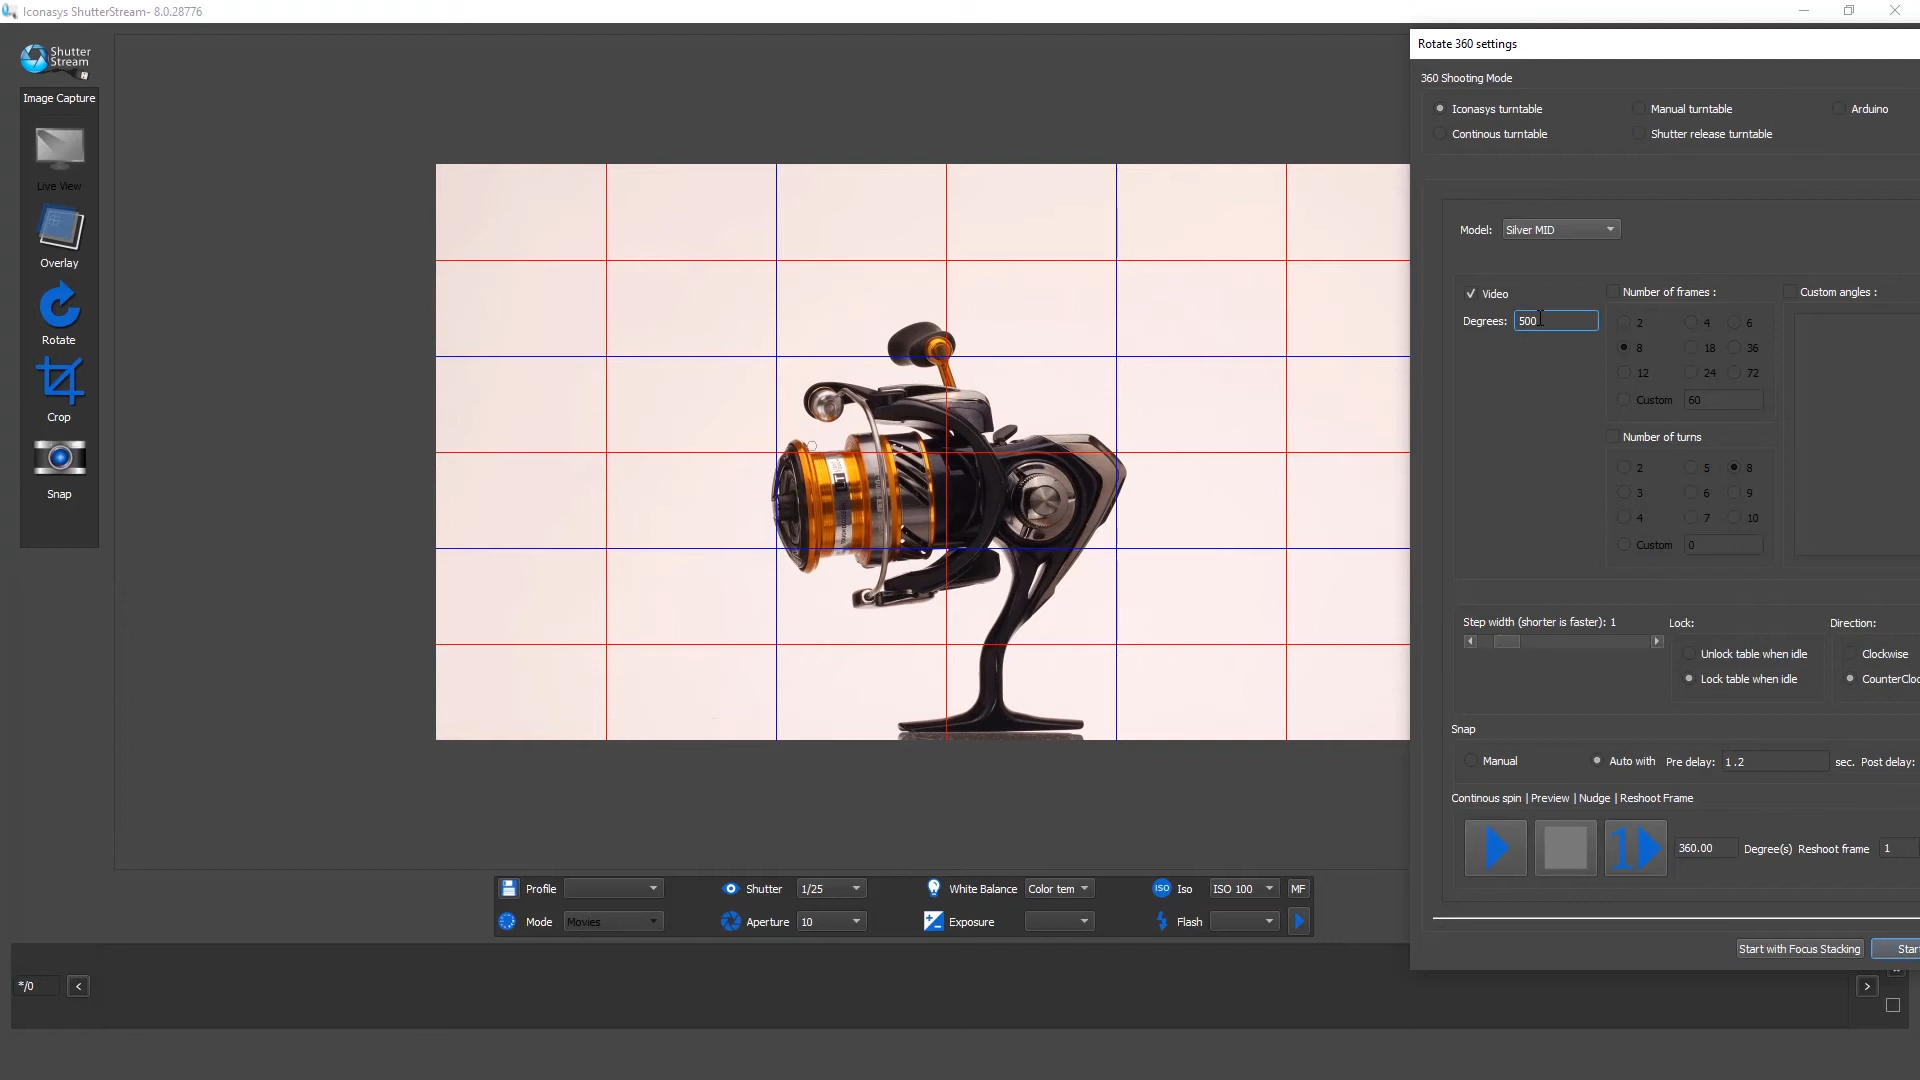 Iconasys ShutterStream- 8.0.28776
Shutter
Stream
Image Capture
Live View
Overlay
Rotate
Crop
Snap
LT
Rotate 360 settings
360 Shooting Mode
Iconasys turntable
Manual turntable
Arduino
Continous turntable
Shutter release turntable
Model: Silver MID
Video
Degrees: 500
Number of frames :
2 4 6
8 18 36
12 24 72
Custom 60
Number of turns
2 5 8
3 6 9
4 7 10
Custom 0
Custom angles :
Step width (shorter is faster): 1
Lock:
Unlock table when idle
Lock table when idle
Direction:
Clockwise
CounterClo
Snap
Manual
Auto with Pre delay: 1.2 sec. Post delay:
Continous spin | Preview | Nudge | Reshoot Frame
1
360.00 Degree(s) Reshoot frame 1
Start with Focus Stacking
Star
Profile
Shutter 1/25
White Balance Color tem
ISO Iso ISO 100 MF
Mode Movies
Aperture 10
Exposure
Flash
*/0 <
>